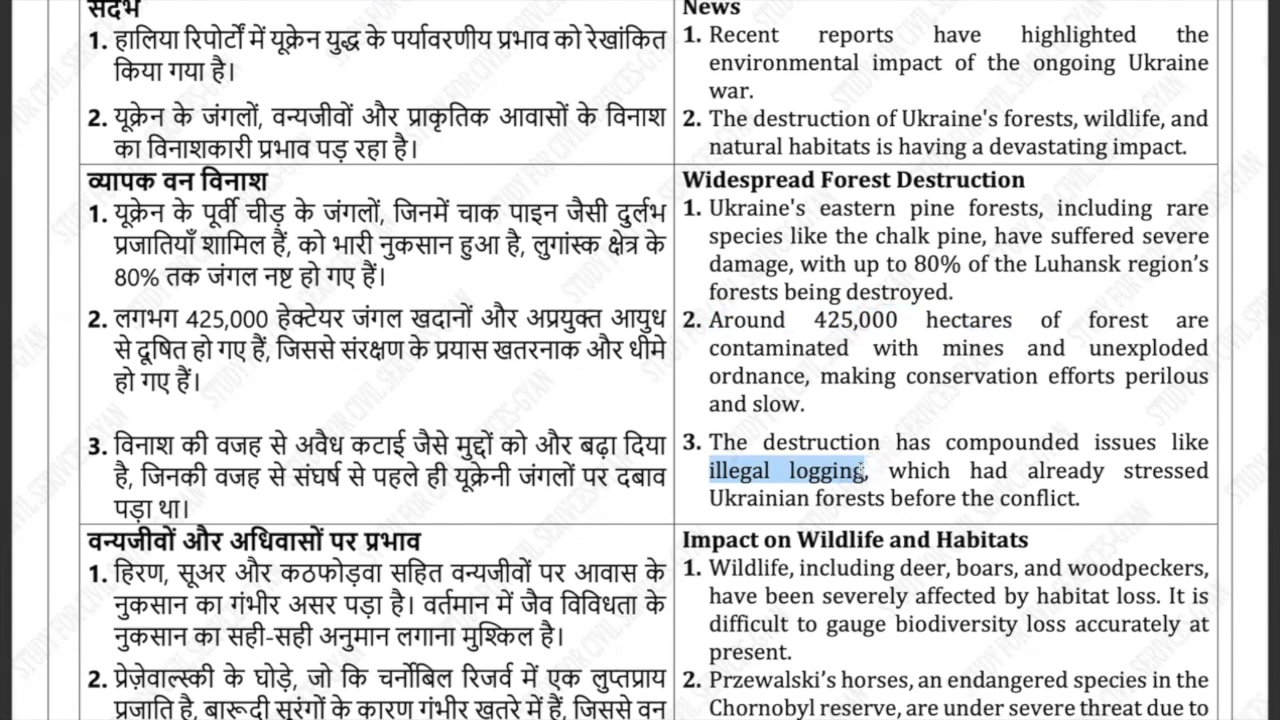 संदर्भ
1. हालिया रिपोर्टों में यूक्रेन युद्ध के पर्यावरणीय प्रभाव को रेखांकित
किया गया है।
2. यूक्रेन के जंगलों, वन्यजीवों और प्राकृतिक आवासों के विनाश
का विनाशकारी प्रभाव पड़ रहा है।
News
1. Recent reports have highlighted the
environmental impact of the ongoing Ukraine
war.
2. The destruction of Ukraine's forests, wildlife, and
natural habitats is having a devastating impact.
व्यापक वन विनाश
1. यूक्रेन के पूर्वी चीड़ के जंगलों, जिनमें चाक पाइन जैसी दुर्लभ
प्रजातियाँ शामिल हैं, को भारी नुकसान हुआ है, लुगांस्क क्षेत्र के
80% तक जंगल नष्ट हो गए हैं।
2. लगभग 425,000 हेक्टेयर जंगल खदानों और अप्रयुक्त आयुध
से दूषित हो गए हैं, जिससे संरक्षण के प्रयास खतरनाक और धीमे
हो गए हैं।
3. विनाश की वजह से अवैध कटाई जैसे मुद्दों को और बढ़ा दिया
है, जिनकी वजह से संघर्ष से पहले ही यूक्रेनी जंगलों पर दबाव
पड़ा था।
Widespread Forest Destruction
1. Ukraine's eastern pine forests, including rare
species like the chalk pine, have suffered severe
damage, with up to 80% of the Luhansk region’s
forests being destroyed.
2. Around 425,000 hectares of forest are
contaminated with mines and unexploded
ordnance, making conservation efforts perilous
and slow.
3. The destruction has compounded issues like
illegal logging, which had already stressed
Ukrainian forests before the conflict.
वन्यजीवों और अधिवासों पर प्रभाव
1. हिरण, सूअर और कठफोड़वा सहित वन्यजीवों पर आवास के
नुकसान का गंभीर असर पड़ा है। वर्तमान में जैव विविधता के
नुकसान का सही-सही अनुमान लगाना मुश्किल है।
2. प्रेज़ेवाल्स्की के घोड़े, जो कि चर्नोबिल रिजर्व में एक लुप्तप्राय
प्रजाति है, बारूदी सुरंगों के कारण गंभीर खतरे में हैं, जिससे वन
Impact on Wildlife and Habitats
1. Wildlife, including deer, boars, and woodpeckers,
have been severely affected by habitat loss. It is
difficult to gauge biodiversity loss accurately at
present.
2. Przewalski’s horses, an endangered species in the
Chornobyl reserve, are under severe threat due to